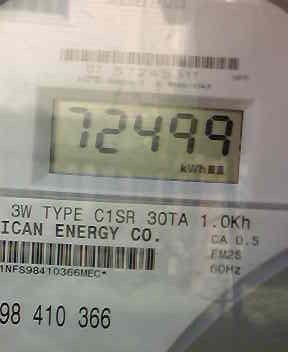 72499
kWh
3W TYPE C1SR 30TA 1.0Kh
ICAN ENERGY CO.
CA 0.5
FM2S
60Hz
1NFS98410366MEC*
98 410 366